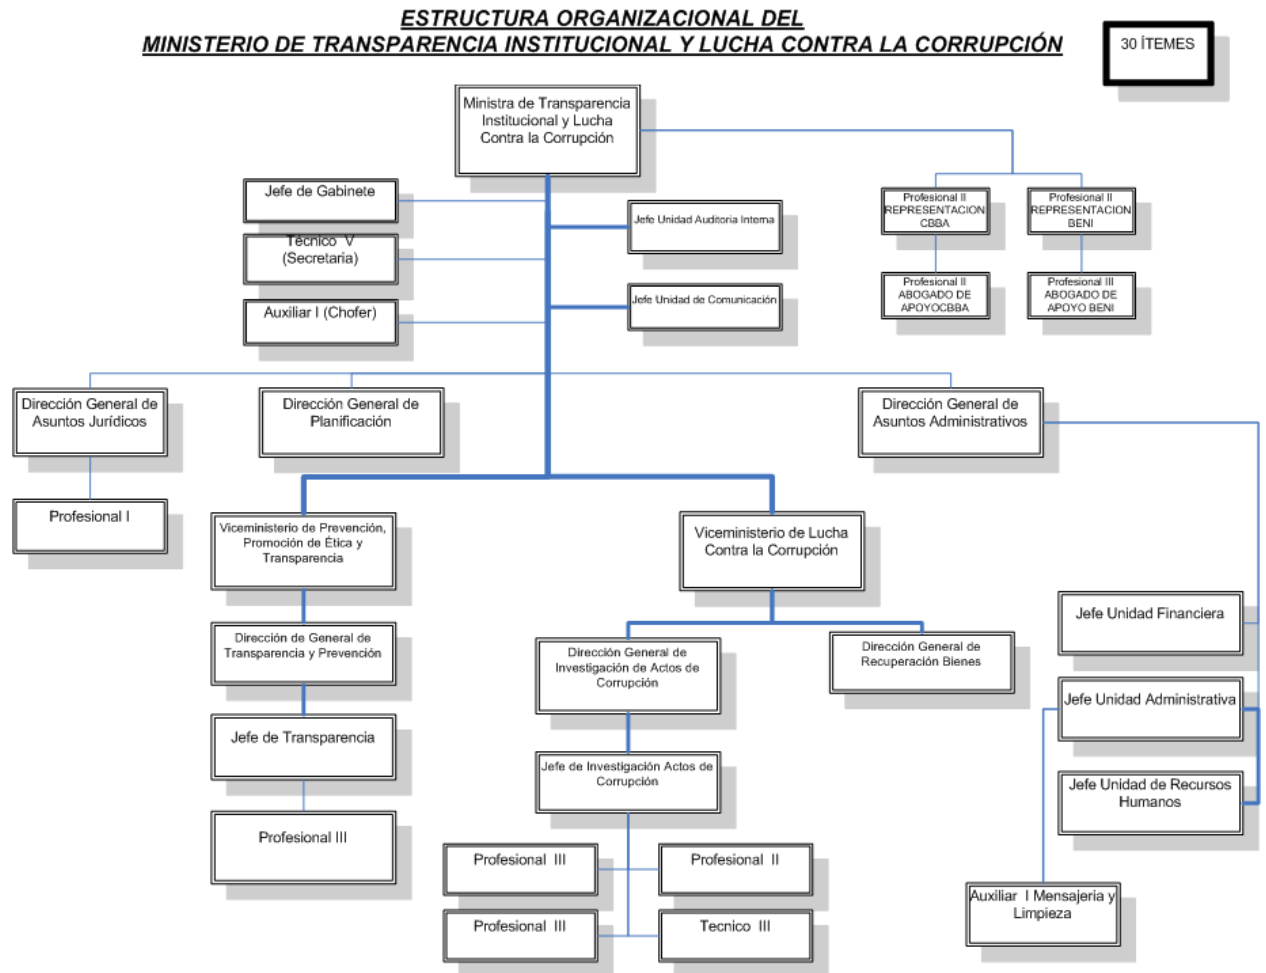 ESTRUCTURA ORGANIZACIONAL DEL
MINISTERIO DE TRANSPARENCIA INSTITUCIONAL Y LUCHA CONTRA LA CORRUPCIÓN
30 ÍTEMES
Ministra de Transparencia
Institucional y Lucha
Contra la Corrupción
Jefe de Gabinete
Técnico V
(Secretaria)
Auxiliar I (Chofer)
Jefe Unidad Auditoria Interna
Jefe Unidad de Comunicación
Profesional II
REPRESENTACION
CBBA
Profesional II
REPRESENTACION
BENI
Profesional II
ABOGADO DE
APOYOCBBA
Profesional III
ABOGADO DE
APOYO BENI
Dirección General de
Asuntos Jurídicos
Dirección General de
Planificación
Dirección General de
Asuntos Administrativos
Profesional I
Viceministerio de Prevención,
Promoción de Ética y
Transparencia
Viceministerio de Lucha
Contra la Corrupción
Dirección de General de
Transparencia y Prevención
Dirección General de
Investigación de Actos de
Corrupción
Dirección General de
Recuperación Bienes
Jefe Unidad Financiera
Jefe Unidad Administrativa
Jefe Unidad de Recursos
Humanos
Jefe de Transparencia
Jefe de Investigación Actos de
Corrupción
Profesional III
Profesional III
Profesional II
Profesional III
Tecnico III
Auxiliar I Mensajeria y
Limpieza